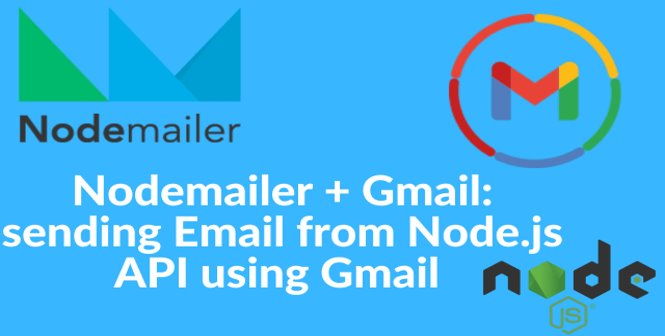 Nodemailer
Nodemailer + Gmail:
sending Email from Node.js
API using Gmail
node
JS